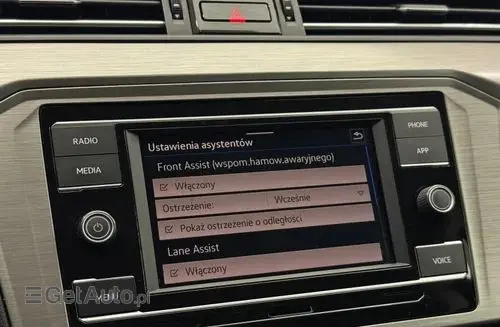 RADIO
MEDIA
PHONE
APP
VOICE
Ustawienia asystentów
Front Assist (wspom.hamow.awaryjnego)
Włączony
Ostrzeżenie: Wcześnie
Pokaż ostrzeżenie o odległości
Lane Assist
Włączony
GetAuto.pl